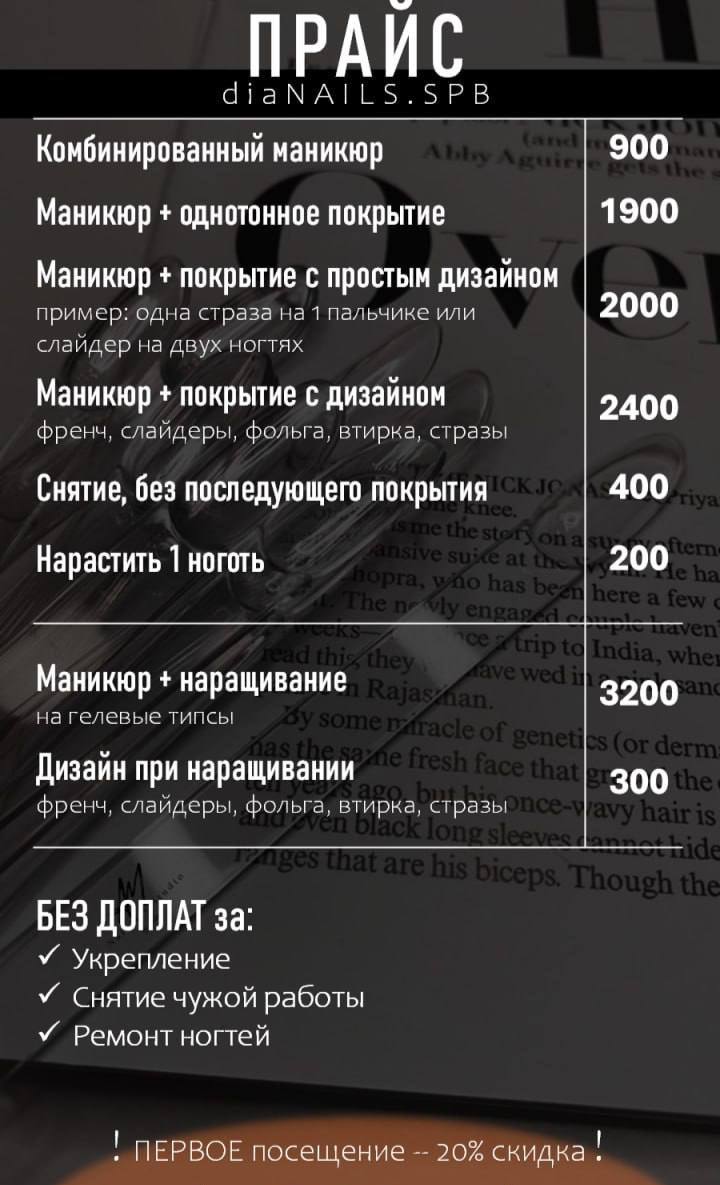 ПРАЙС
diaNAILS.SPB
Комбинированный маникюр 900
Маникюр + однотонное покрытие 1900
Маникюр + покрытие с простым дизайном
пример: одна страза на 1 пальчике или 2000
слайдер на двух ногтях
Маникюр + покрытие с дизайном 2400
френч, слайдеры, фольга, втирка, стразы
Снятие, без последующего покрытия 400
Нарастить 1 ноготь 200
Маникюр + наращивание 3200
на гелевые типсы
Дизайн при наращивании 300
френч, слайдеры, фольга, втирка, стразы
БЕЗ ДОПЛАТ за:
✓ Укрепление
✓ Снятие чужой работы
✓ Ремонт ногтей
! ПЕРВОЕ посещение -- 20% скидка !